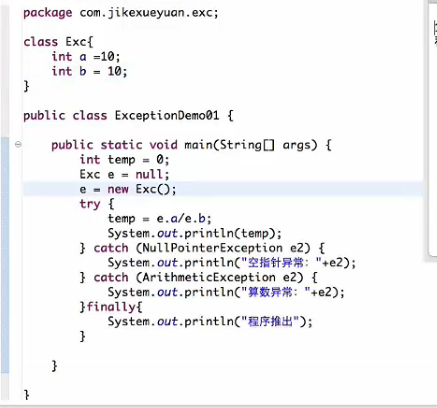 package com.jikexueyuan.exc;
class Exc{
int a =10;
int b = 10;
}
public class ExceptionDemo01 {
public static void main(String[] args) {
int temp = 0;
Exc e = null;
e = new Exc();
try {
temp = e.a/e.b;
System.out.println(temp);
} catch (NullPointerException e2) {
System.out.println("空指针异常："+e2);
} catch (ArithmeticException e2) {
System.out.println("算数异常："+e2);
}finally{
System.out.println("程序推出");
}
}
}